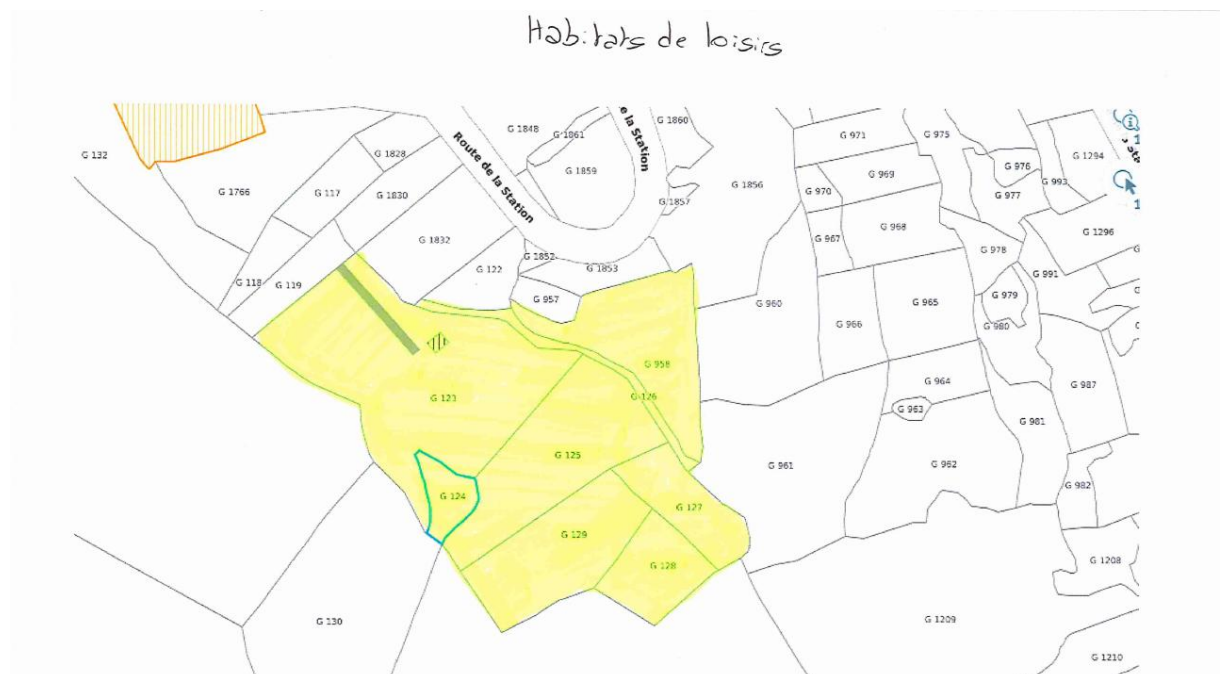 Habitats de loisirs
e la Station
G 1848
G 1861
G 1860
G 971
G 975
G 132
Route de la Station
G 1828
G 1859
G 976
G 1294
G 1766
G 117
G 1830
G 1856
G 970
G 969
G 977
G 993
G 1857
G 1832
G 967
G 968
G 978
G 1296
G 118
G 119
G 122
G 1852
G 1853
G 991
G 957
G 960
G 965
G 979
G 966
G 980
G 958
G 964
G 987
G 123
G 126
G 963
G 981
G 125
G 961
G 962
G 124
G 982
G 127
G 129
G 128
G 1208
G 130
G 1209
G 1210